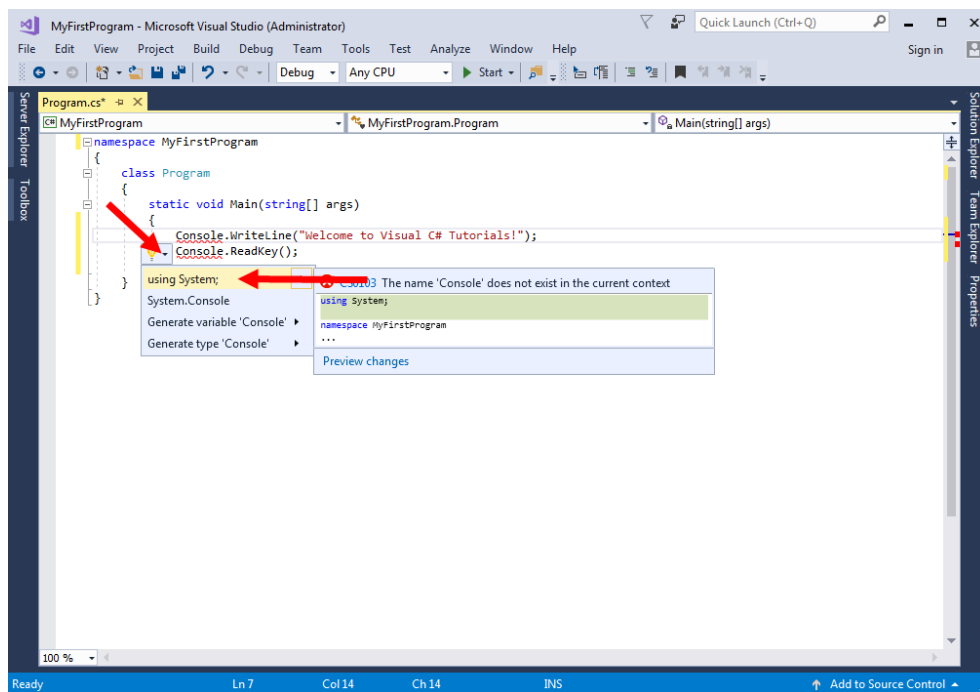 MyFirstProgram - Microsoft Visual Studio (Administrator)
Quick Launch (Ctrl+Q)
File Edit View Project Build Debug Team Tools Test Analyze Window Help
Sign in
Debug Any CPU Start
Server Explorer
Toolbox
Program.cs*
C# MyFirstProgram MyFirstProgram.Program Main(string[] args)
namespace MyFirstProgram
{
class Program
{
static void Main(string[] args)
{
Console.WriteLine("Welcome to Visual C# Tutorials!");
Console.ReadKey();
}
}
using System;
System.Console
Generate variable 'Console'
Generate type 'Console'
The name 'Console' does not exist in the current context
using System;
namespace MyFirstProgram
...
Preview changes
Solution Explorer
Team Explorer
Properties
100 %
Ready Ln 7 Col 14 Ch 14 INS Add to Source Control